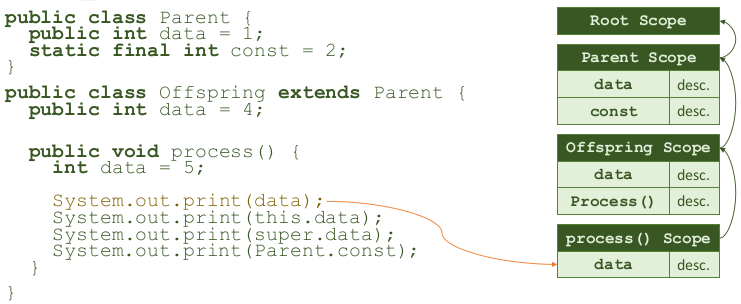 public class Parent {
public int data = 1;
static final int const = 2;
}
public class Offspring extends Parent {
public int data = 4;
public void process() {
int data = 5;
System.out.print(data);
System.out.print(this.data);
System.out.print(super.data);
System.out.print(Parent.const);
}
}
Root Scope
Parent Scope
data desc.
const desc.
Offspring Scope
data desc.
Process() desc.
process() Scope
data desc.